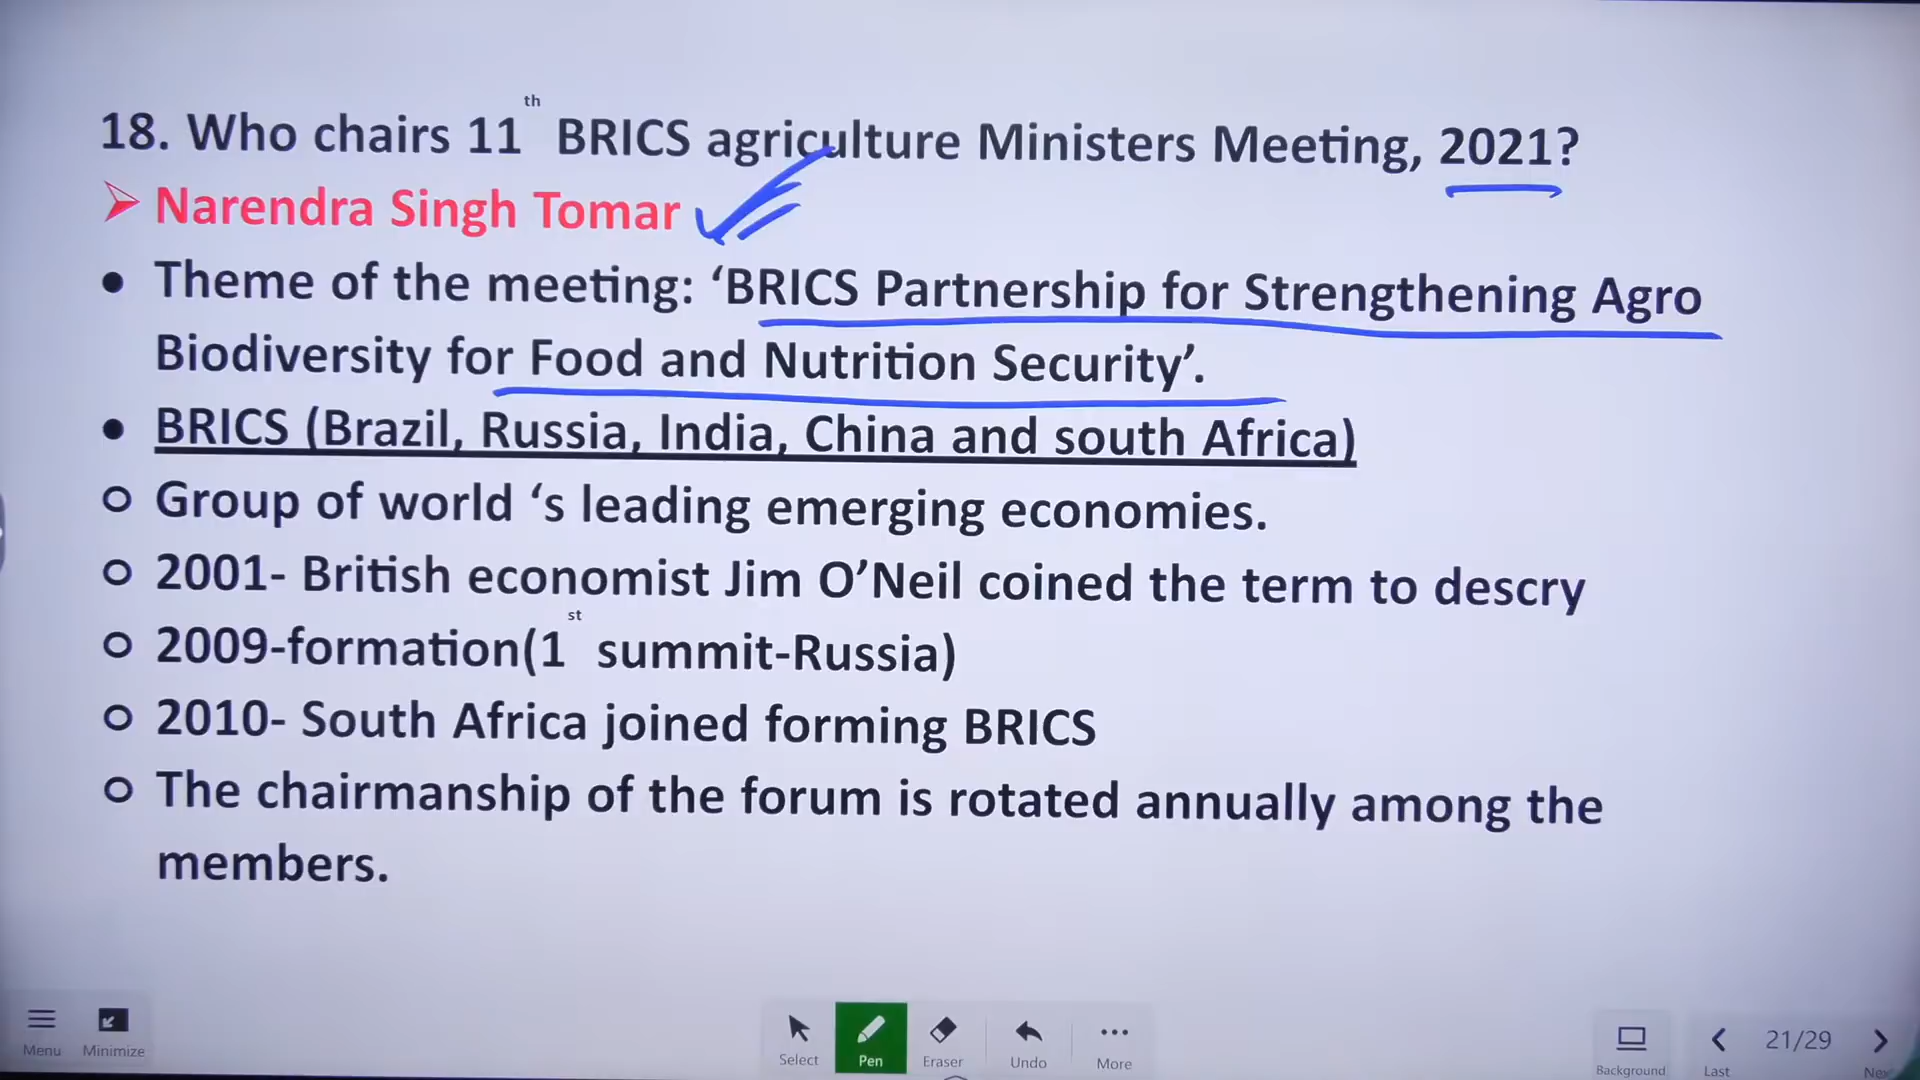 18. Who chairs 11th BRICS agriculture Ministers Meeting, 2021?
➢ Narendra Singh Tomar
• Theme of the meeting: ‘BRICS Partnership for Strengthening Agro
Biodiversity for Food and Nutrition Security’.
• BRICS (Brazil, Russia, India, China and south Africa)
o Group of world ‘s leading emerging economies.
o 2001- British economist Jim O’Neil coined the term to descry
o 2009-formation(1st summit-Russia)
o 2010- South Africa joined forming BRICS
o The chairmanship of the forum is rotated annually among the
members.
Menu Minimize Select Pen Eraser Undo More Background Last 21/29